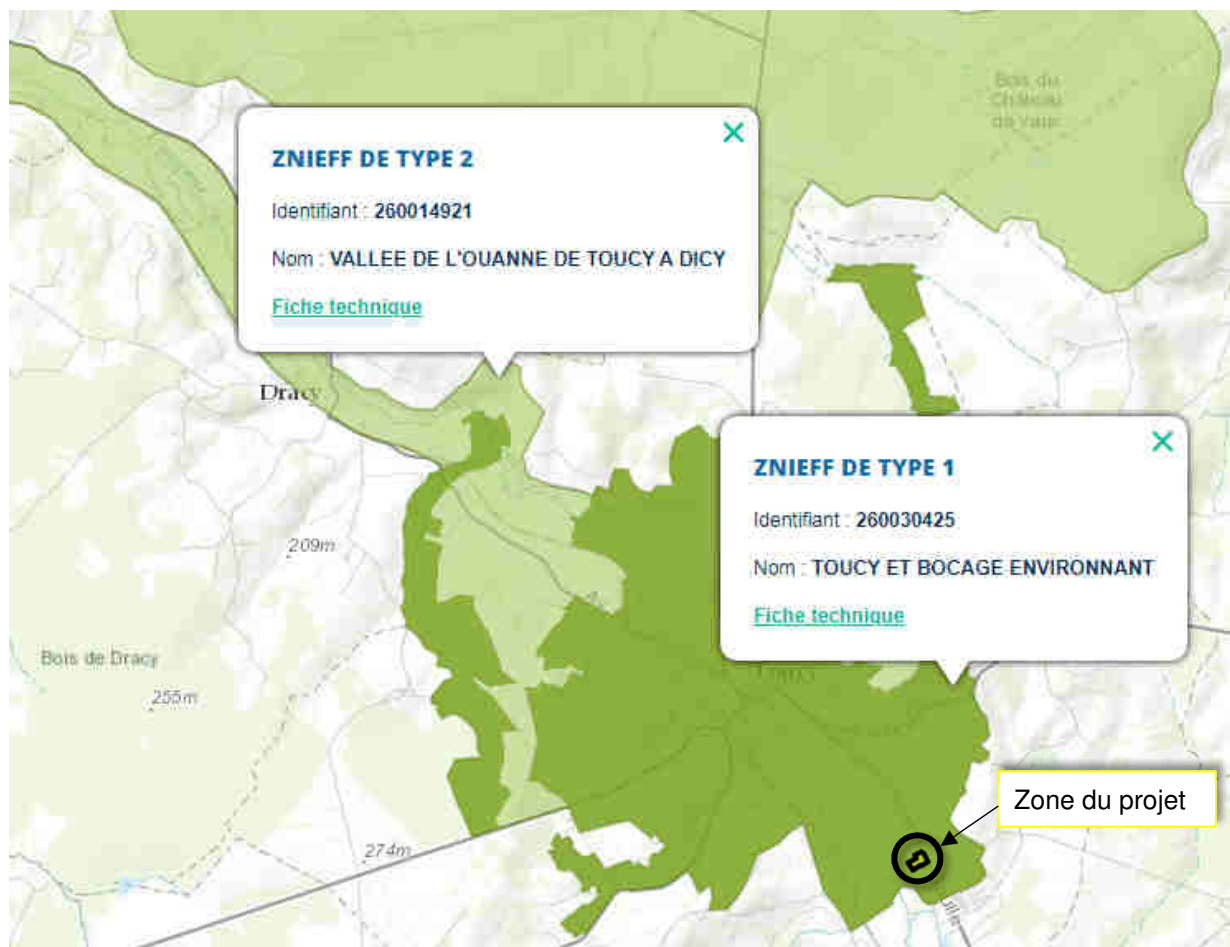 Bois du
Château
de Vaux
ZNIEFF DE TYPE 2
Identifiant : 260014921
Nom : VALLEE DE L'OUANNE DE TOUCY A DICY
Fiche technique
Dracy
ZNIEFF DE TYPE 1
Identifiant : 260030425
Nom : TOUCY ET BOCAGE ENVIRONNANT
Fiche technique
209m
Bois de Dracy
255m
Zone du projet
274m